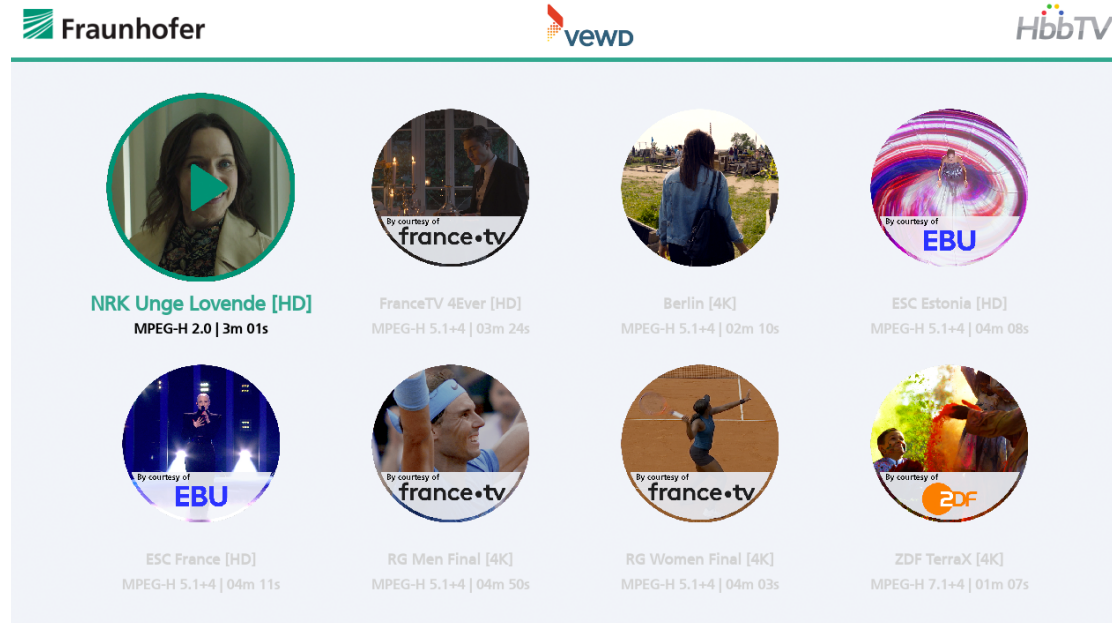 Fraunhofer
vewd
HbbTV
By courtesy of
france•tv
By courtesy of
EBU
NRK Unge Lovende [HD]
MPEG-H 2.0 | 3m 01s
FranceTV 4Ever [HD]
MPEG-H 5.1+4 | 03m 24s
Berlin [4K]
MPEG-H 5.1+4 | 02m 10s
ESC Estonia [HD]
MPEG-H 5.1+4 | 04m 08s
By courtesy of
EBU
By courtesy of
france•tv
By courtesy of
france•tv
By courtesy of
ZDF
ESC France [HD]
MPEG-H 5.1+4 | 04m 11s
RG Men Final [4K]
MPEG-H 5.1+4 | 04m 50s
RG Women Final [4K]
MPEG-H 5.1+4 | 04m 03s
ZDF TerraX [4K]
MPEG-H 7.1+4 | 01m 07s